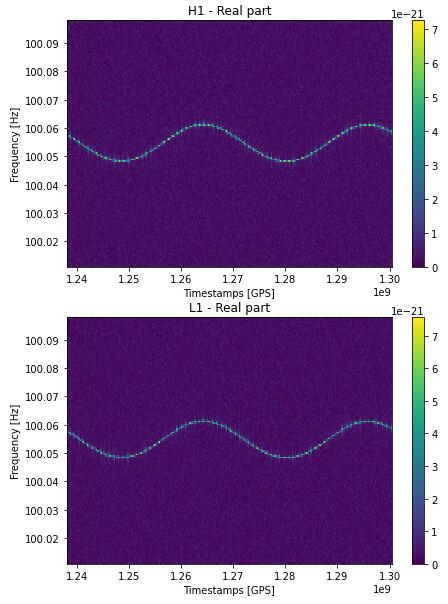 H1 - Real part
1e−21
Frequency [Hz]
100.09
100.08
100.07
100.06
100.05
100.04
100.03
100.02
7
6
5
4
3
2
1
0
1.24 1.25 1.26 1.27 1.28 1.29 1.30
Timestamps [GPS]
1e9
L1 - Real part
1e−21
Frequency [Hz]
100.09
100.08
100.07
100.06
100.05
100.04
100.03
100.02
7
6
5
4
3
2
1
0
1.24 1.25 1.26 1.27 1.28 1.29 1.30
Timestamps [GPS]
1e9